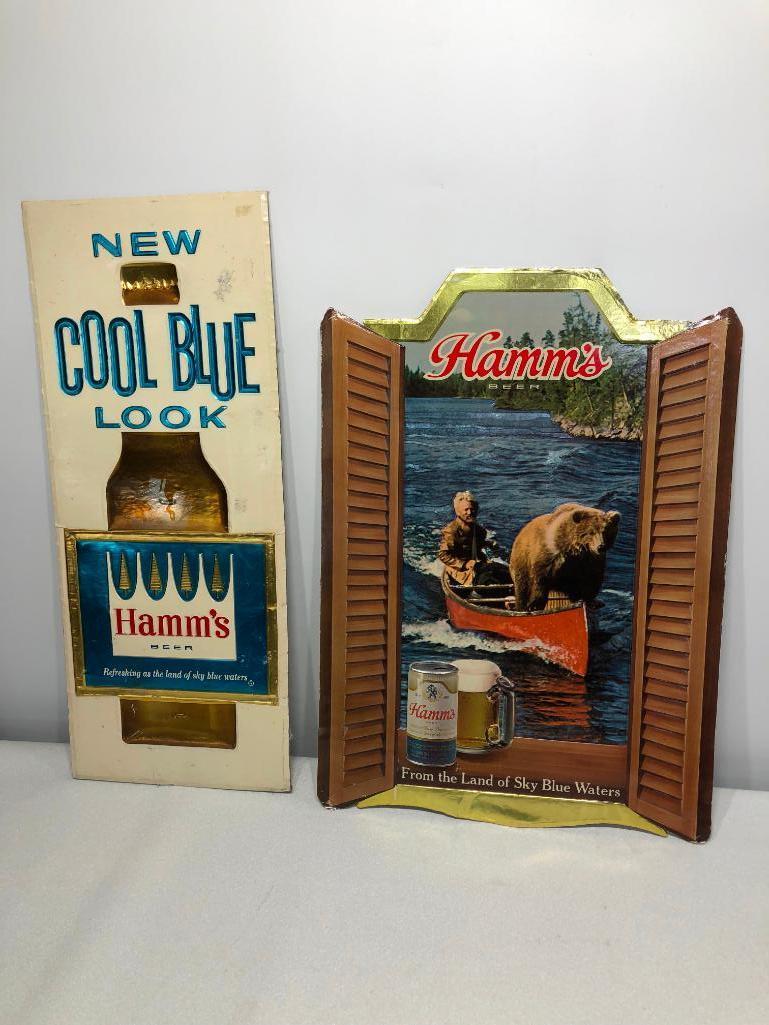 NEW
COOL BLUE
LOOK
Hamm's
BEER
Refreshing as the land of sky blue waters
Hamm's
BEER
Hamm's
From the Land of Sky Blue Waters